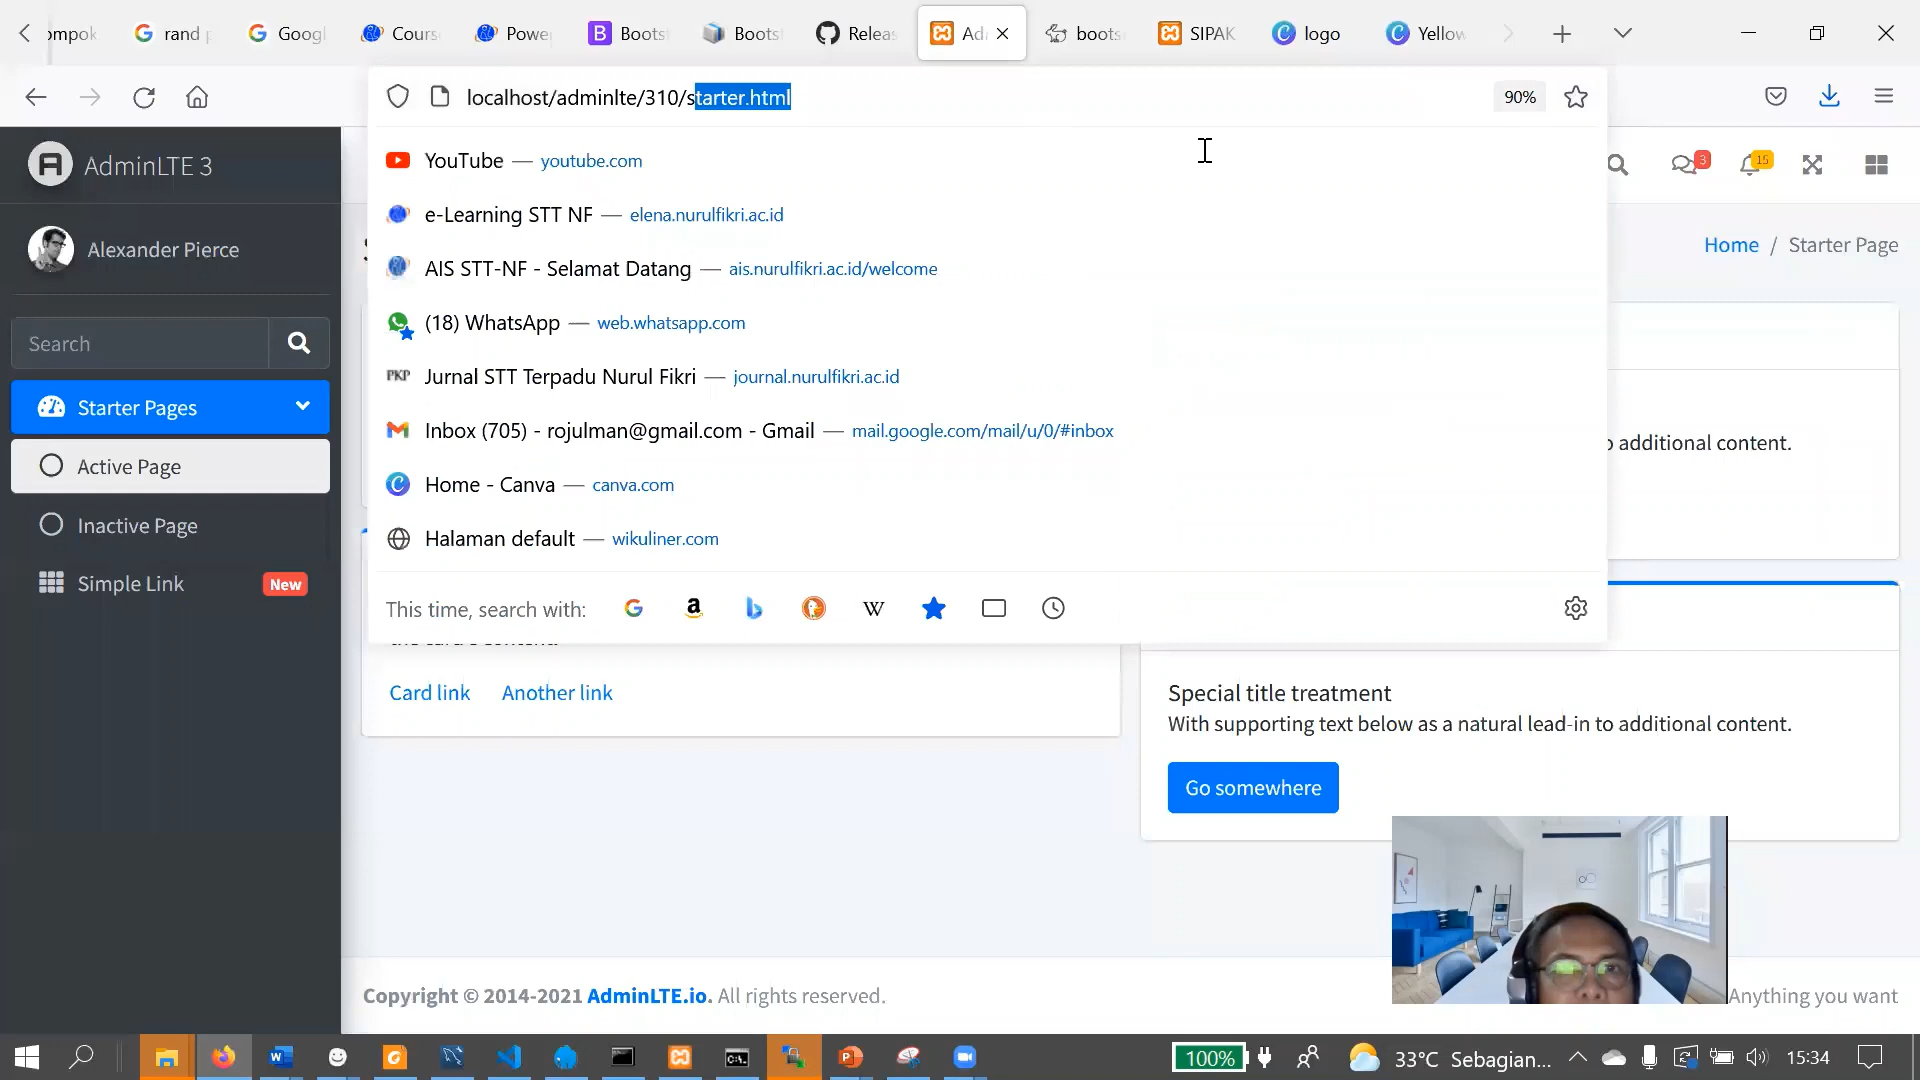 ompok
rand
Googl
Cours
Powe
Boots
Boots
Releas
Ad
boots
SIPAK
logo
Yellow
localhost/adminlte/310/starter.html
90%
AdminLTE 3
Alexander Pierce
Search
Starter Pages
Active Page
Inactive Page
Simple Link New
YouTube — youtube.com
e-Learning STT NF — elena.nurulfikri.ac.id
AIS STT-NF - Selamat Datang — ais.nurulfikri.ac.id/welcome
(18) WhatsApp — web.whatsapp.com
PKP Jurnal STT Terpadu Nurul Fikri — journal.nurulfikri.ac.id
Inbox (705) - rojulman@gmail.com - Gmail — mail.google.com/mail/u/0/#inbox
Home - Canva — canva.com
Halaman default — wikuliner.com
This time, search with:
3
15
Home / Starter Page
additional content.
Card link Another link
Special title treatment
With supporting text below as a natural lead-in to additional content.
Go somewhere
Copyright © 2014-2021 AdminLTE.io. All rights reserved.
Anything you want
100%
33°C Sebagian...
15:34